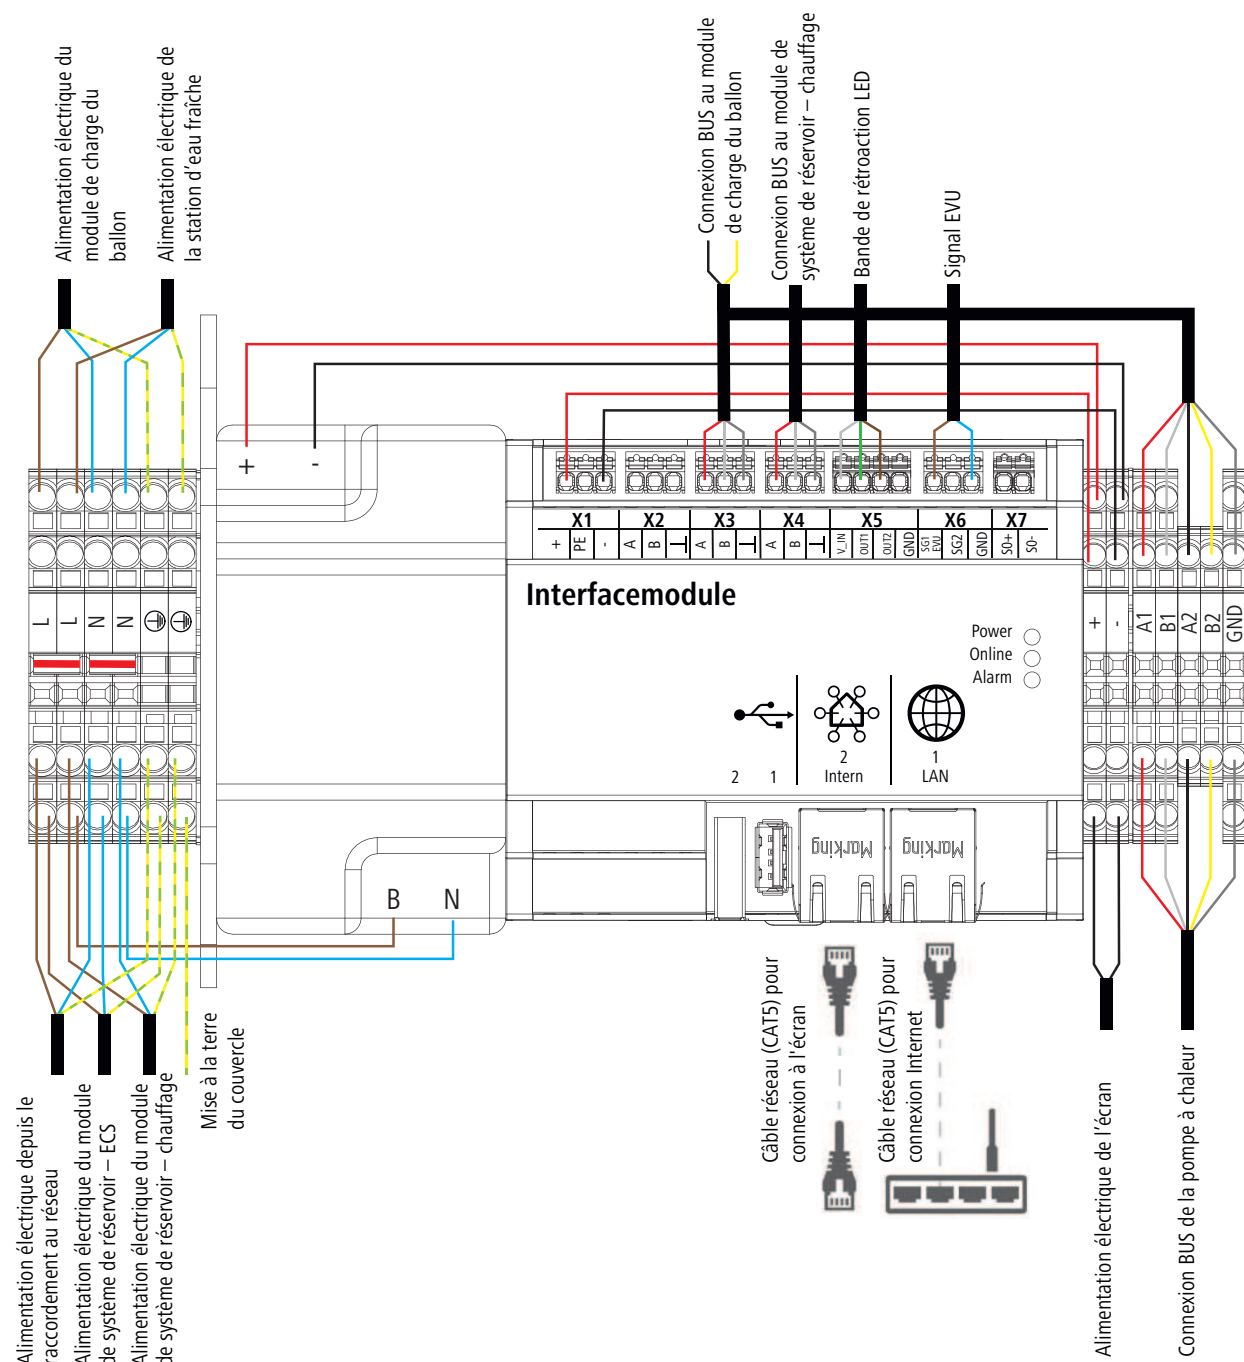 Alimentation électrique du
module de charge du
ballon
Alimentation électrique de
la station d'eau fraîche
Connexion BUS au module
de charge du ballon
Connexion BUS au module de
système de réservoir – chauffage
Bande de rétroaction LED
Signal EVU
+
-
X1
X2
X3
X4
X5
X6
X7
+
PE
-
A
B
A
B
A
B
V_IN
OUT1
OUT2
GND
SG1
EVU
SG2
GND
S0+
S0-
Interfacemodule
L
L
N
N
+
-
A1
B1
A2
B2
GND
Power
Online
Alarm
2
1
2
Intern
1
LAN
Marking
Marking
B
N
Mise à la terre
du couvercle
Câble réseau (CAT5) pour
connexion à l'écran
Câble réseau (CAT5) pour
connexion Internet
Alimentation électrique depuis le
raccordement au réseau
Alimentation électrique du module
de système de réservoir – ECS
Alimentation électrique du module
de système de réservoir – chauffage
Alimentation électrique de l'écran
Connexion BUS de la pompe à chaleur